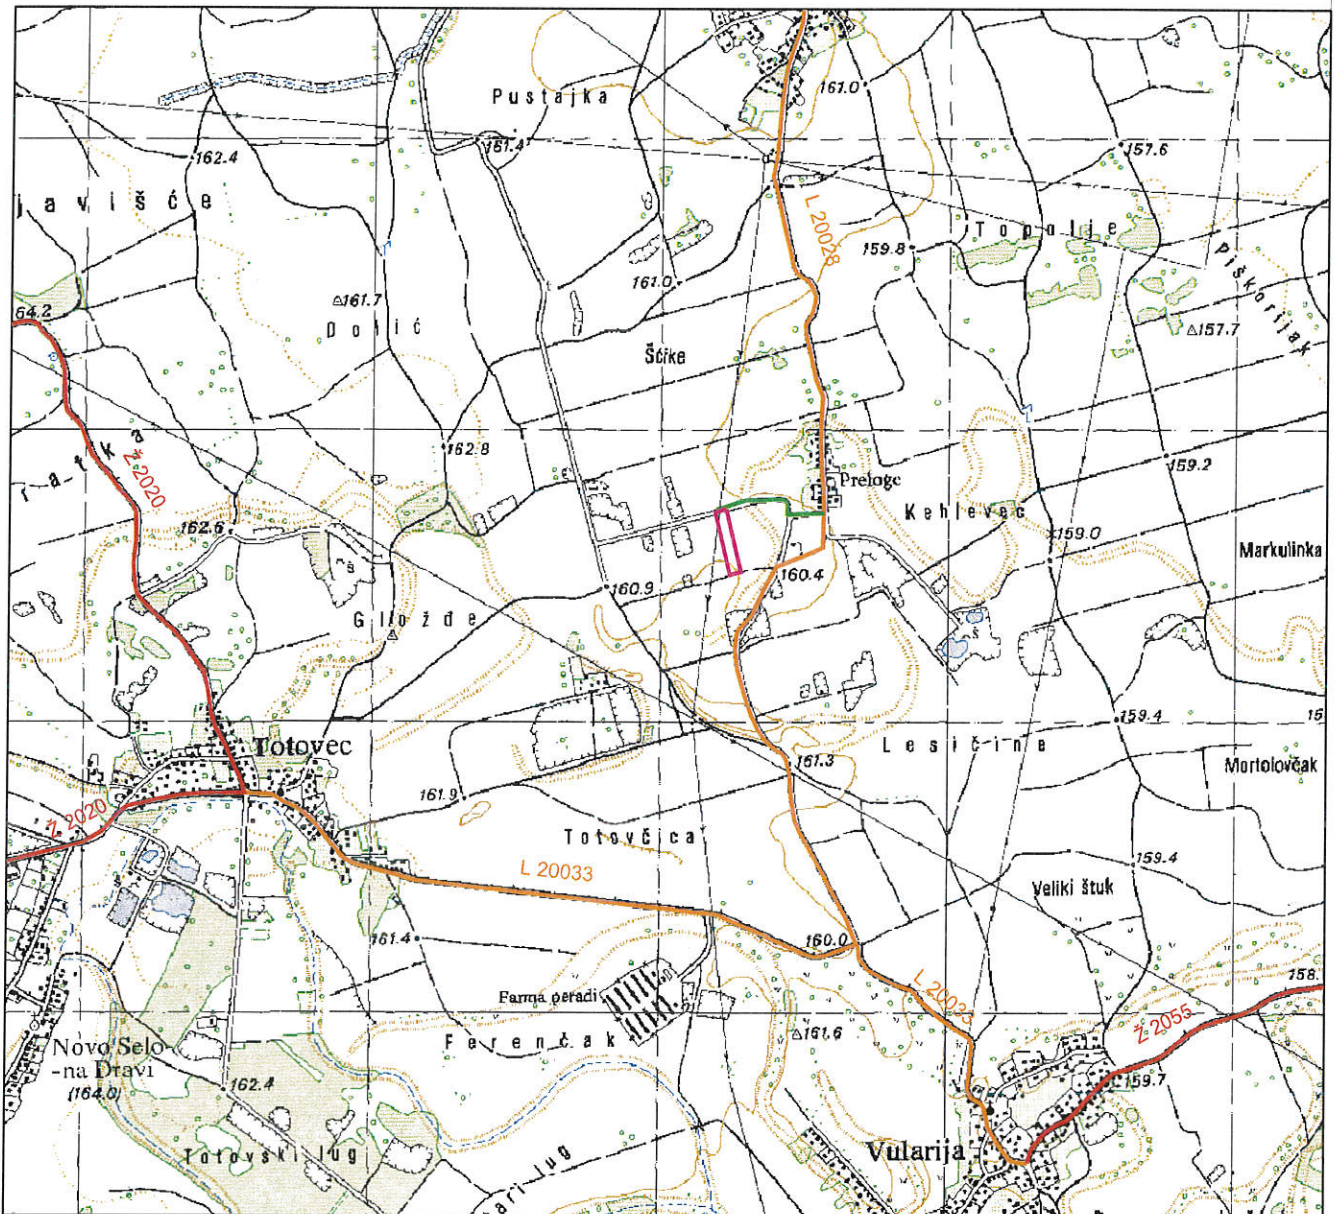 Pustajka
161.0
161.4
162.4
157.6
javišće
L 20028
Topolje
159.8
Piškorijak
161.0
161.7
64.2
Dolić
157.7
Šćike
Ž 2020
162.8
159.2
Preloge
Kehlevec
162.6
159.0
Markulinka
š
160.4
160.9
Gložđe
š
159.4
15
Totovec
Lesičine
161.3
Mortolovčak
161.9
Ž 2020
Totovčica
159.4
L 20033
Veliki štuk
161.4
160.0
158.
Farma peradi
L 20033
Ž 2055
161.6
Ferenčak
Novo Selo
na Dravi
(164.0)
162.4
159.7
Totovski lug
Vularija
ari lug